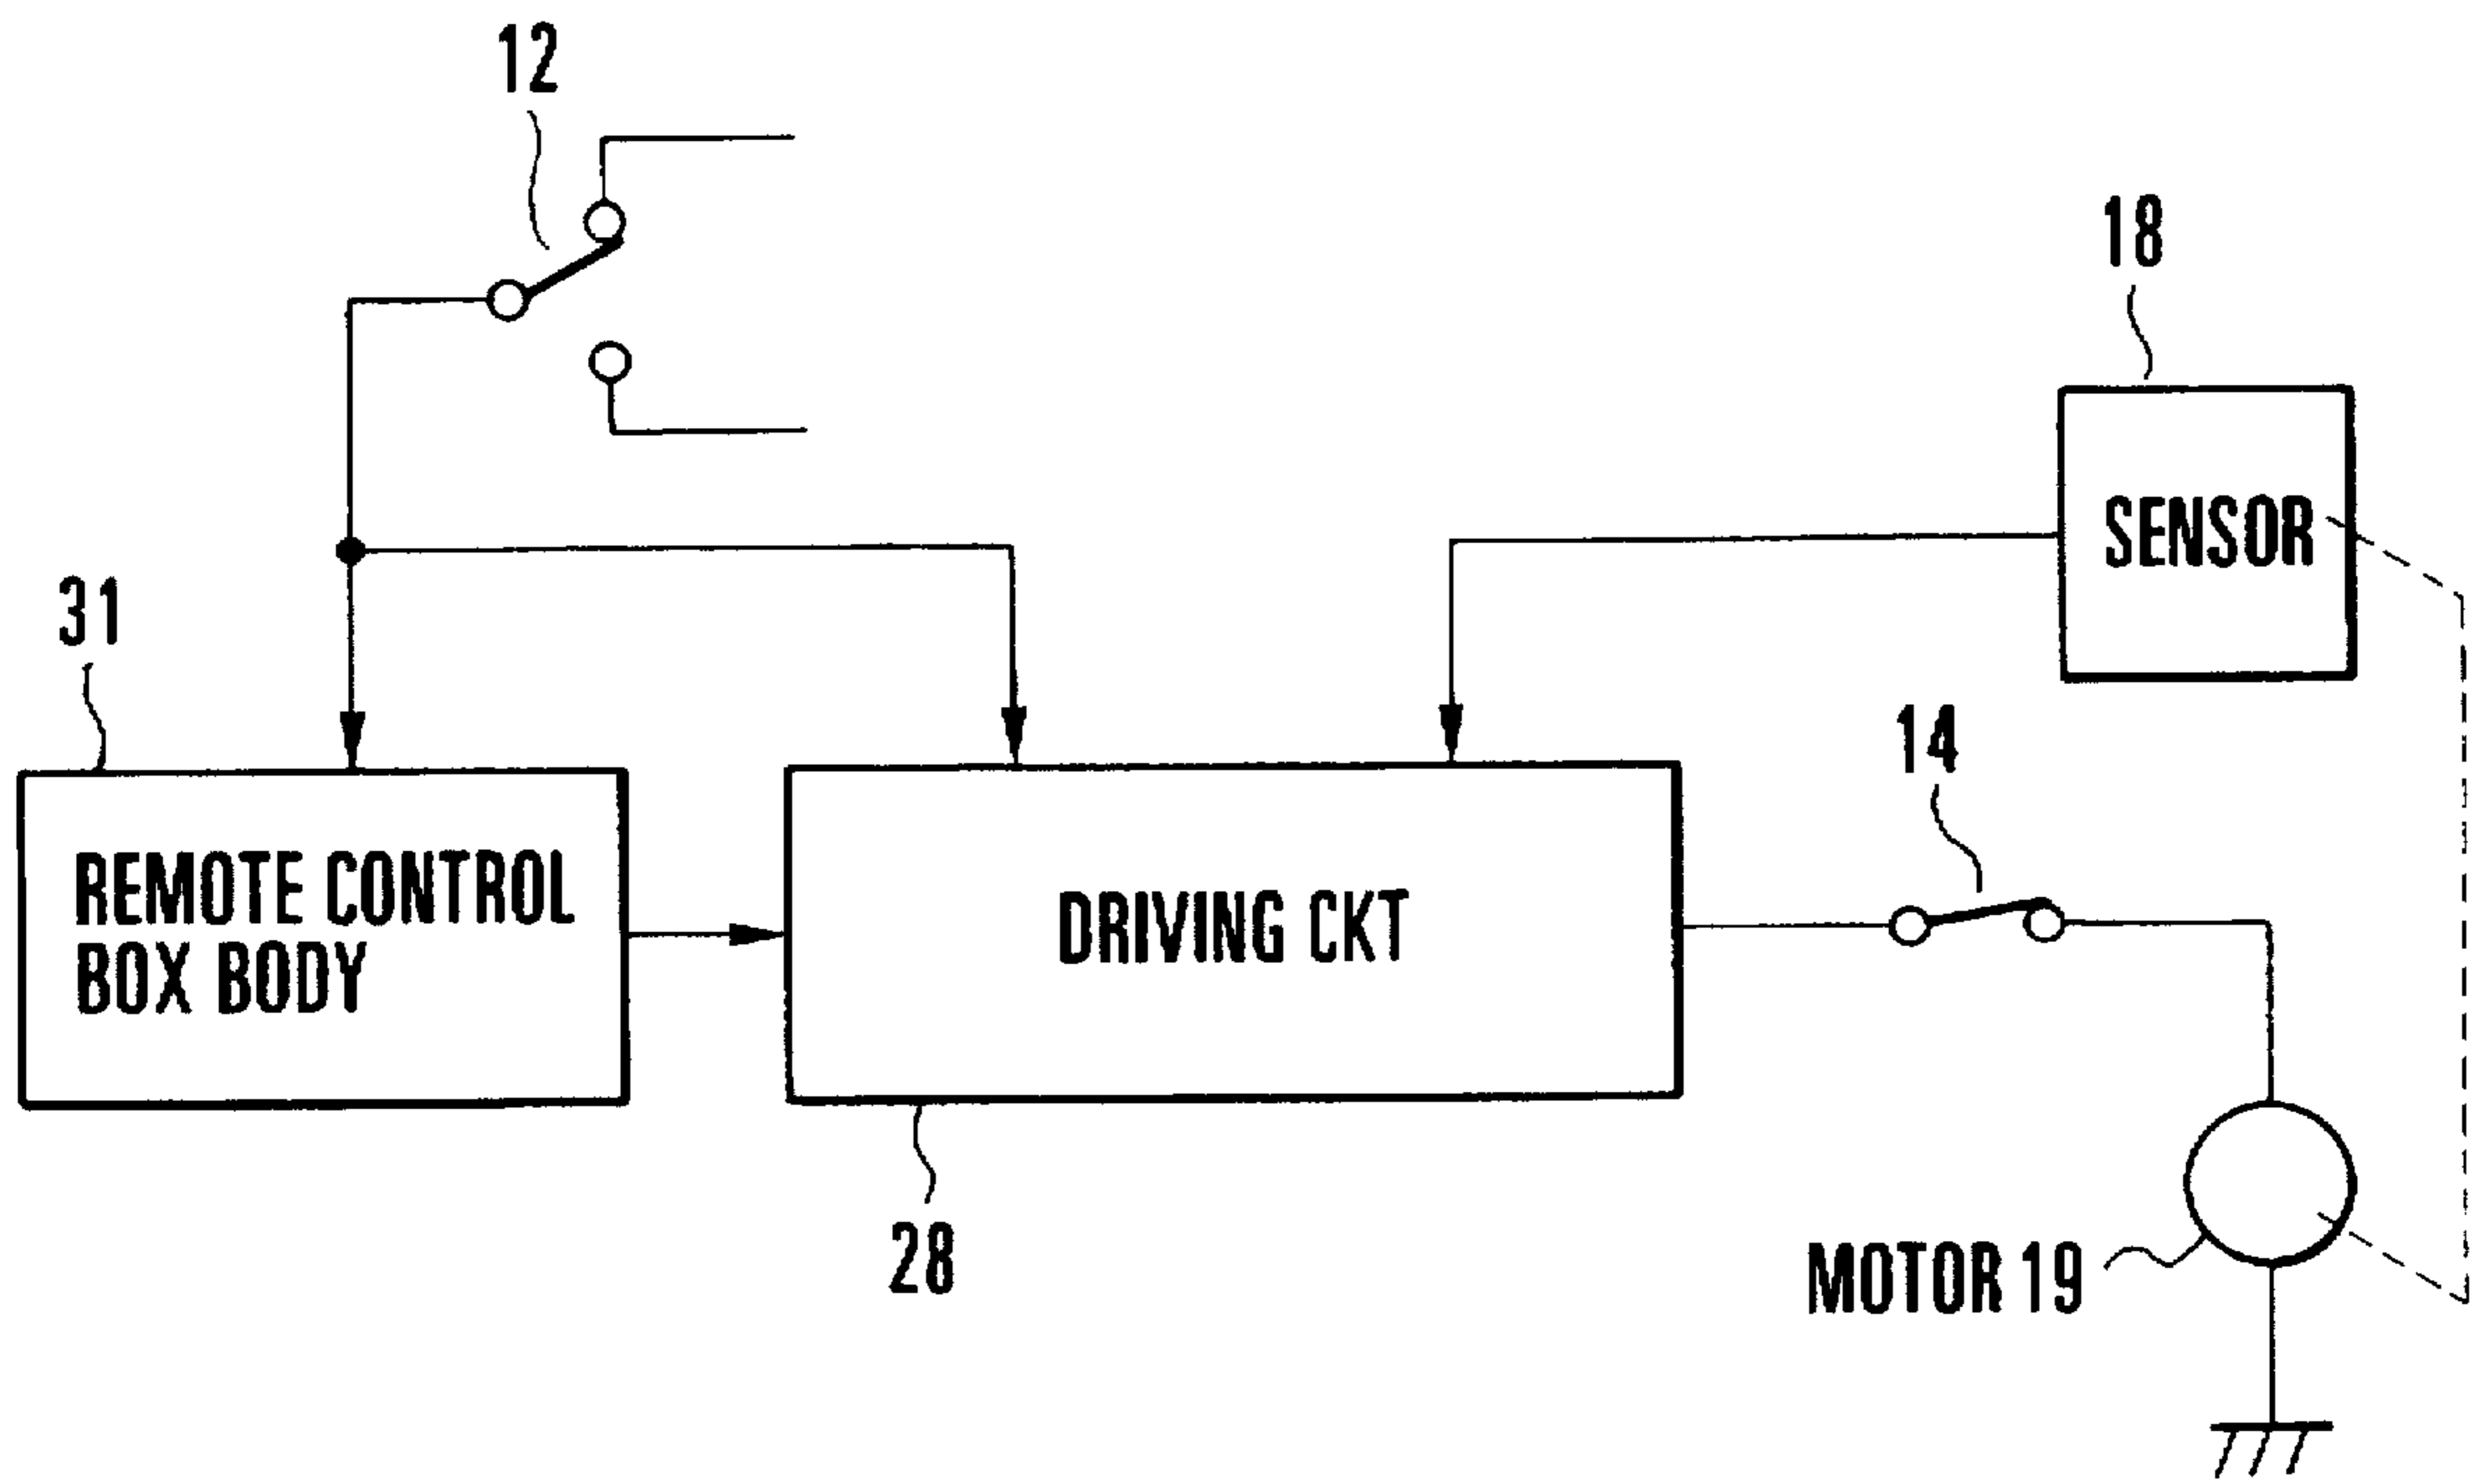 12
18
31
14
SENSOR
REMOTE CONTROL
BOX BODY
DRIVING CKT
28
MOTOR 19